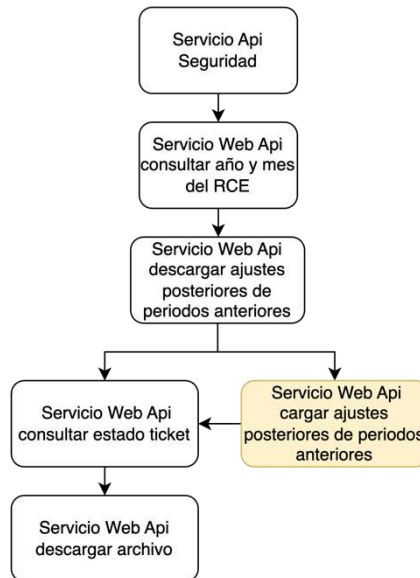 Servicio Api
Seguridad
Servicio Web Api
consultar año y mes
del RCE
Servicio Web Api
descargar ajustes
posteriores de
periodos anteriores
Servicio Web Api
consultar estado ticket
Servicio Web Api
cargar ajustes
posteriores de periodos
anteriores
Servicio Web Api
descargar archivo